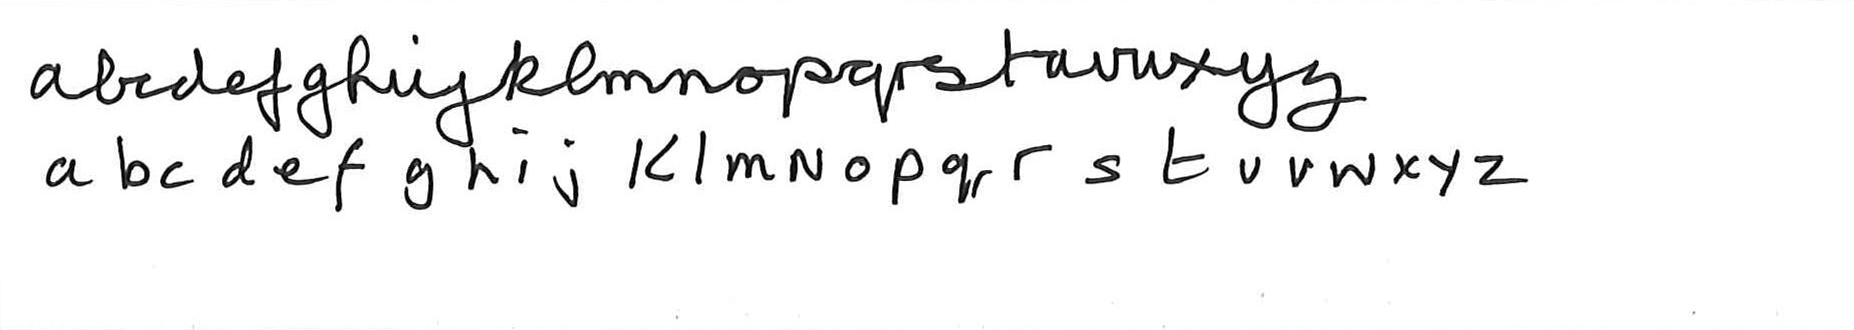 abcdefghijklmnopqrstuvwxyz
a b c d e f g h i j K l m N o p q r s t u v w x y z